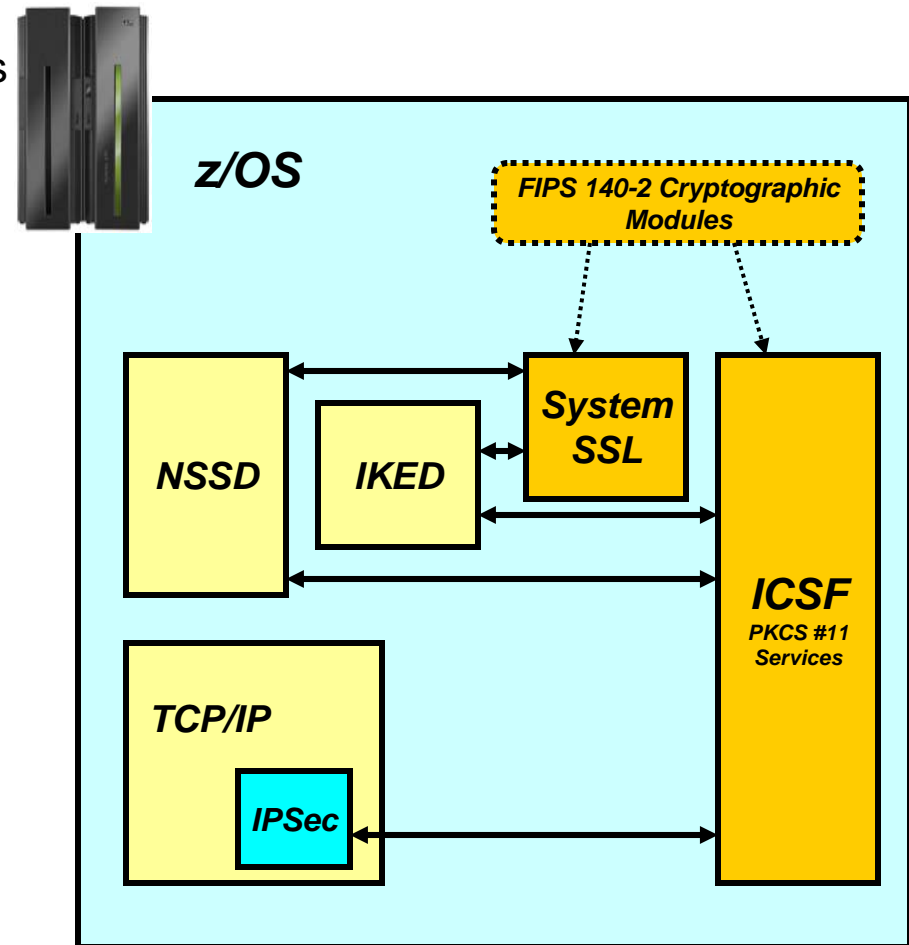 s
z/OS
FIPS 140-2 Cryptographic
Modules
System
SSL
NSSD
IKED
ICSF
PKCS #11
Services
TCP/IP
IPSec